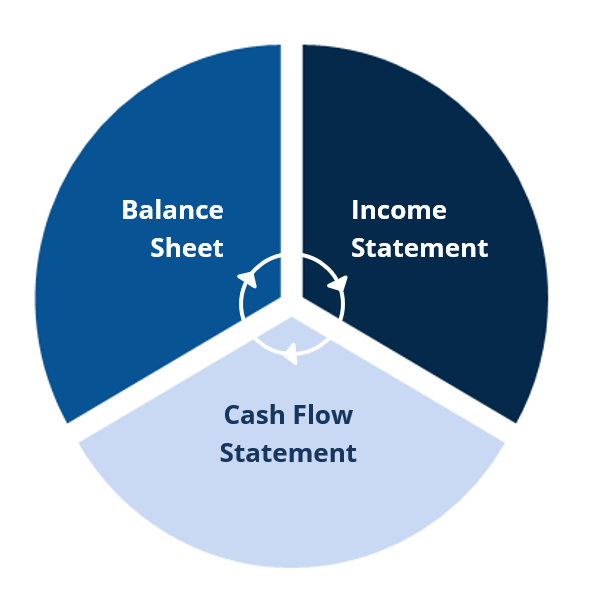 Balance
Sheet
Income
Statement
Cash Flow
Statement